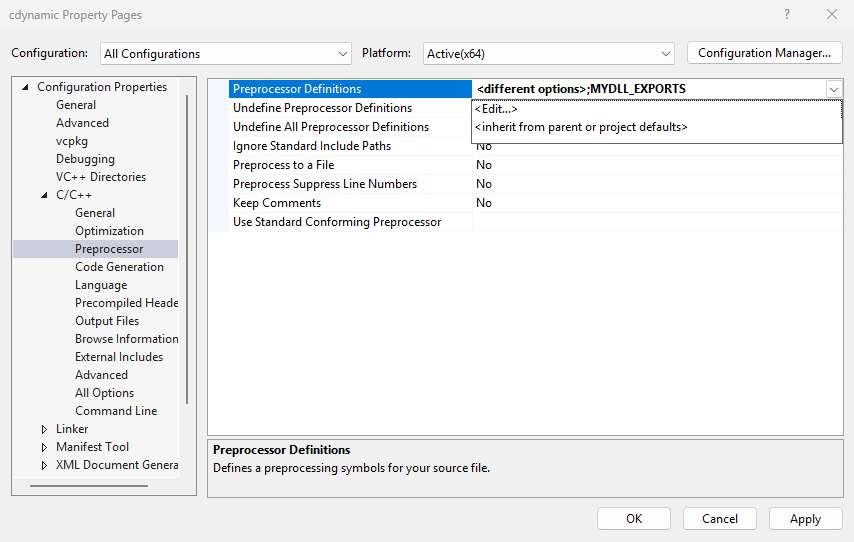 cdynamic Property Pages
?
Configuration: All Configurations Platform: Active(x64) Configuration Manager...
Configuration Properties
General
Advanced
vcpkg
Debugging
VC++ Directories
C/C++
General
Optimization
Preprocessor
Code Generation
Language
Precompiled Heade
Output Files
Browse Information
External Includes
Advanced
All Options
Command Line
Linker
Manifest Tool
XML Document Genera
Preprocessor Definitions <different options>;MYDLL_EXPORTS
Undefine Preprocessor Definitions <Edit...>
Undefine All Preprocessor Definitions <inherit from parent or project defaults>
Ignore Standard Include Paths No
Preprocess to a File No
Preprocess Suppress Line Numbers No
Keep Comments No
Use Standard Conforming Preprocessor
Preprocessor Definitions
Defines a preprocessing symbols for your source file.
OK Cancel Apply